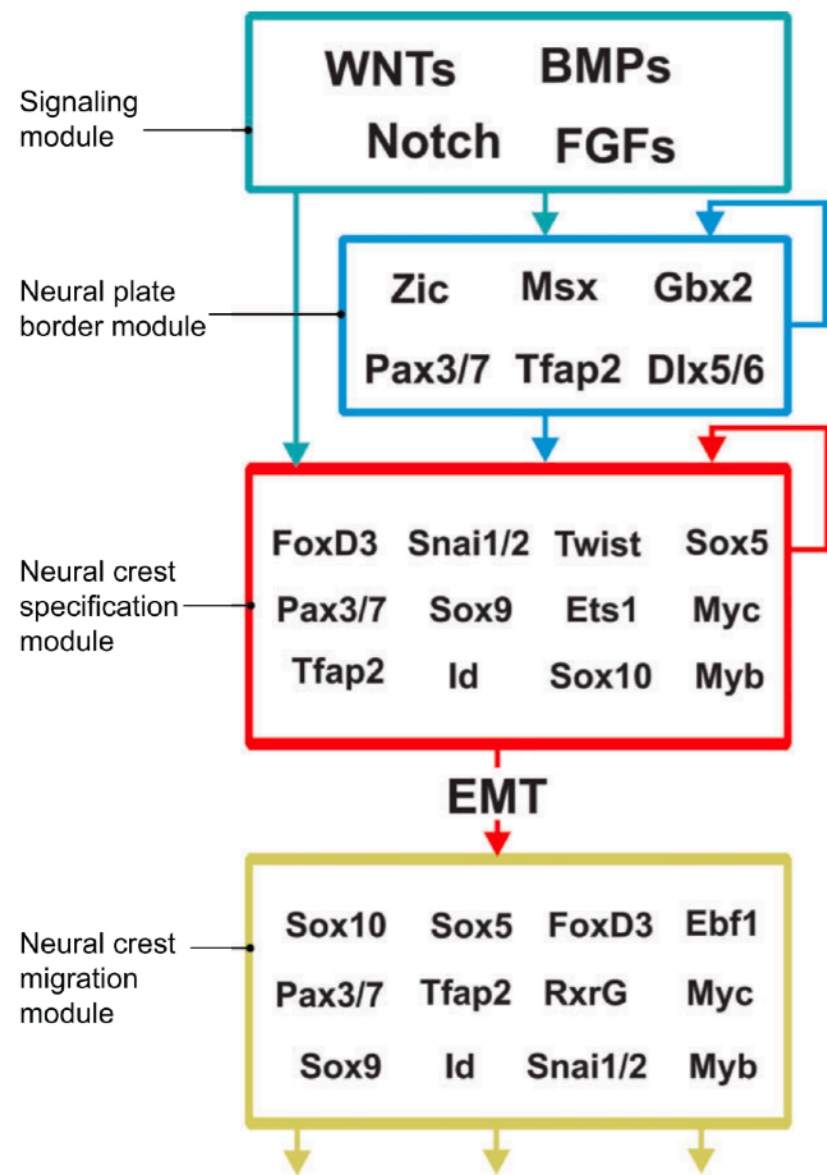 WNTs BMPs
Signaling
module
Notch FGFs
Neural plate
border module
Zic Msx Gbx2
Pax3/7 Tfap2 Dlx5/6
Neural crest
specification
module
FoxD3 Snai1/2 Twist Sox5
Pax3/7 Sox9 Ets1 Myc
Tfap2 Id Sox10 Myb
EMT
Neural crest
migration
module
Sox10 Sox5 FoxD3 Ebf1
Pax3/7 Tfap2 RxrG Myc
Sox9 Id Snai1/2 Myb